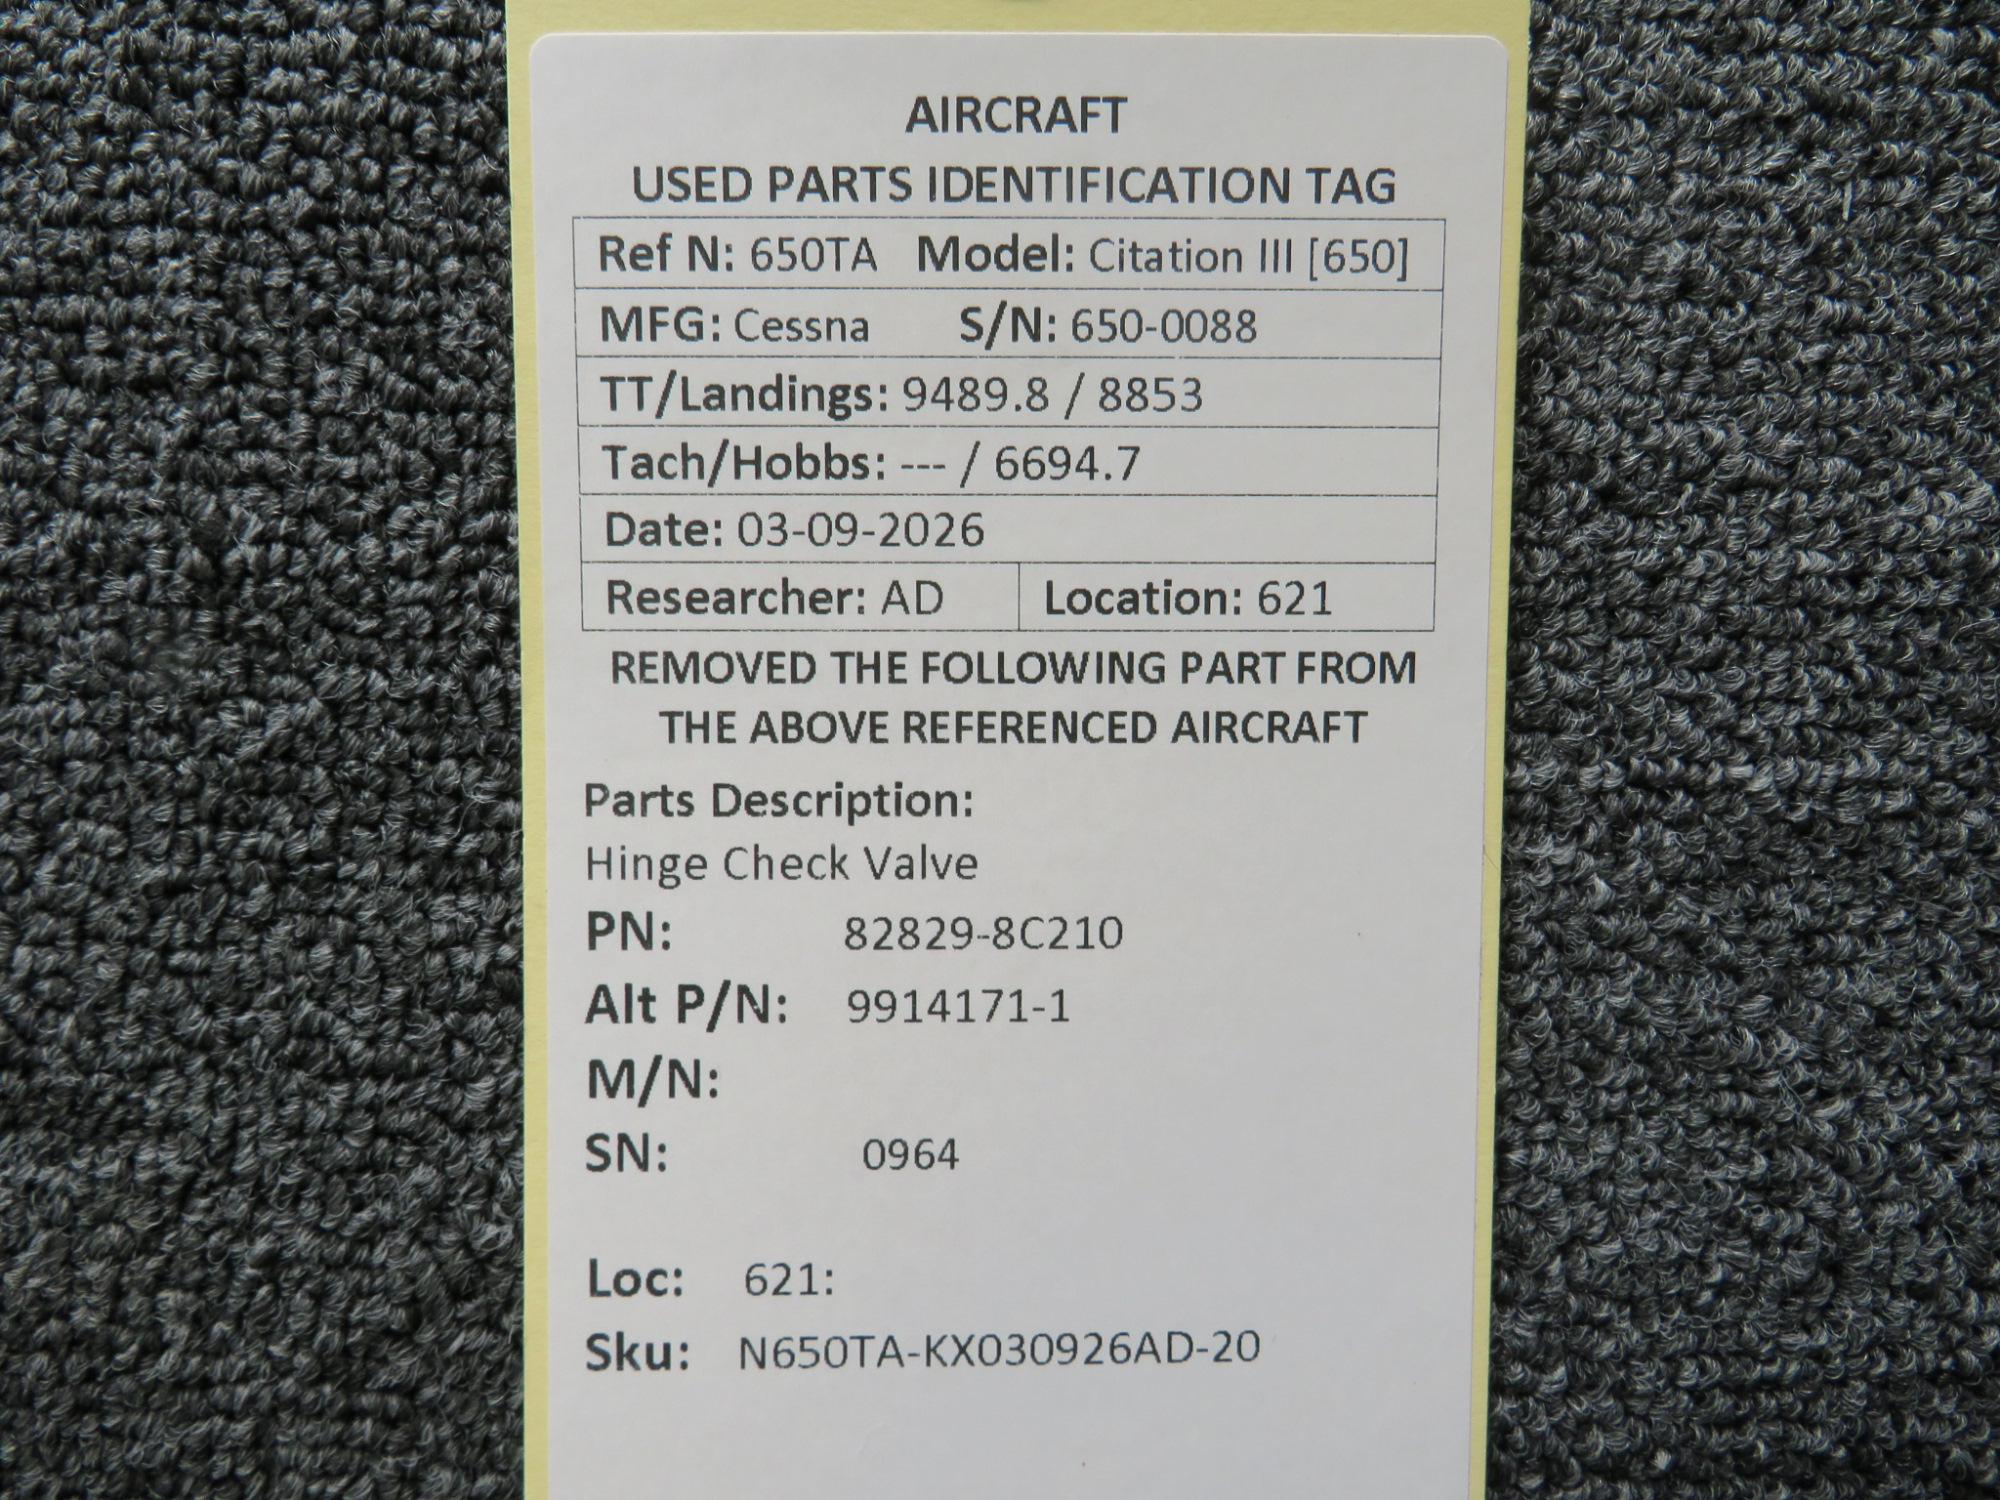 AIRCRAFT
USED PARTS IDENTIFICATION TAG
Ref N: 650TA Model: Citation III [650]
MFG: Cessna S/N: 650-0088
TT/Landings: 9489.8 / 8853
Tach/Hobbs: --- / 6694.7
Date: 03-09-2026
Researcher: AD Location: 621
REMOVED THE FOLLOWING PART FROM
THE ABOVE REFERENCED AIRCRAFT
Parts Description:
Hinge Check Valve
PN: 82829-8C210
Alt P/N: 9914171-1
M/N:
SN: 0964
Loc: 621:
Sku: N650TA-KX030926AD-20